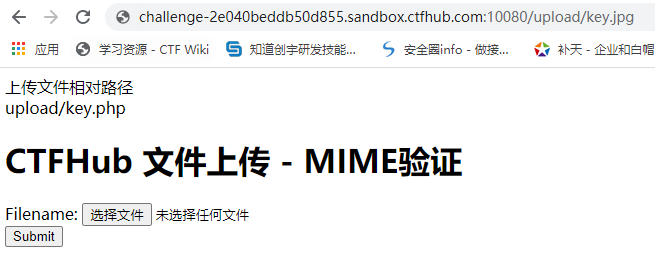 challenge-2e040beddb50d855.sandbox.ctfhub.com:10080/upload/key.jpg
应用 学习资源 - CTF Wiki 知道创宇研发技能... 安全圈info - 做接... 补天 - 企业和白帽
上传文件相对路径
upload/key.php
CTFHub 文件上传 - MIME验证
Filename: 选择文件 未选择任何文件
Submit